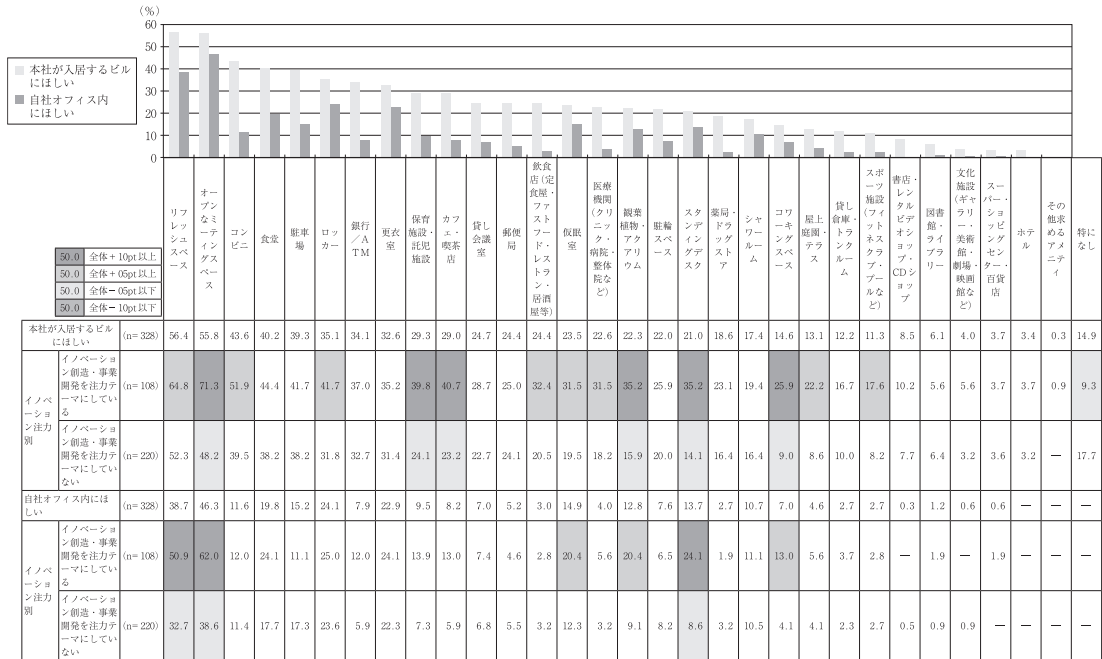 (%)
60
50
40
30
20
10
0
本社が入居するビル
にほしい
自社オフィス内
にほしい
リフレッシュスペース
オープンなミーティングスペース
コンビニ
食堂
駐車場
ロッカー
銀行/ATM
更衣室
保育施設・託児施設
カフェ・喫茶店
貸し会議室
郵便局
飲食店(定食屋・ファストフード・レストラン・居酒屋等)
仮眠室
医療機関(クリニック・病院・整体院など)
観葉植物・アクアリウム
駐輪スペース
スタンディングデスク
薬局・ドラッグストア
シャワールーム
コワーキングスペース
屋上庭園・テラス
貸し倉庫・トランクルーム
スポーツ施設(フィットネスクラブ・プールなど)
書店・レンタルビデオショップ・CDショップ
図書館・ライブラリー
文化施設(ギャラリー・美術館・劇場・映画館など)
スーパー・ショッピングセンター・百貨店
ホテル
その他求めるアメニティ
特になし
50.0 全体+10pt以上
50.0 全体+05pt以上
50.0 全体-05pt以下
50.0 全体-10pt以下
本社が入居するビル
にほしい
(n=328) 56.4 55.8 43.6 40.2 39.3 35.1 34.1 32.6 29.3 29.0 24.7 24.4 24.4 23.5 22.6 22.3 22.0 21.0 18.6 17.4 14.6 13.1 12.2 11.3 8.5 6.1 4.0 3.7 3.4 0.3 14.9
イノベ
ーショ
ン注力
別
イノベーショ
ン創造・事業
開発を注力テ
ーマにしてい
る
(n=108) 64.8 71.3 51.9 44.4 41.7 41.7 37.0 35.2 39.8 40.7 28.7 25.0 32.4 31.5 31.5 35.2 25.9 35.2 23.1 19.4 25.9 22.2 16.7 17.6 10.2 5.6 5.6 3.7 3.7 0.9 9.3
イノベーショ
ン創造・事業
開発を注力テ
ーマにしてい
ない
(n=220) 52.3 48.2 39.5 38.2 38.2 31.8 32.7 31.4 24.1 23.2 22.7 24.1 20.5 19.5 18.2 15.9 20.0 14.1 16.4 16.4 9.0 8.6 10.0 8.2 7.7 6.4 3.2 3.6 3.2 — 17.7
自社オフィス内にほ
しい
(n=328) 38.7 46.3 11.6 19.8 15.2 24.1 7.9 22.9 9.5 8.2 7.0 5.2 3.0 14.9 4.0 12.8 7.6 13.7 2.7 10.7 7.0 4.6 2.7 2.7 0.3 1.2 0.6 0.6 — — —
イノベ
ーショ
ン注力
別
イノベーショ
ン創造・事業
開発を注力テ
ーマにしてい
る
(n=108) 50.9 62.0 12.0 24.1 11.1 25.0 12.0 24.1 13.9 13.0 7.4 4.6 2.8 20.4 5.6 20.4 6.5 24.1 1.9 11.1 13.0 5.6 3.7 2.8 — 1.9 — 1.9 — — —
イノベーショ
ン創造・事業
開発を注力テ
ーマにしてい
ない
(n=220) 32.7 38.6 11.4 17.7 17.3 23.6 5.9 22.3 7.3 5.9 6.8 5.5 3.2 12.3 3.2 9.1 8.2 8.6 3.2 10.5 4.1 4.1 2.3 2.7 0.5 0.9 0.9 — — — —